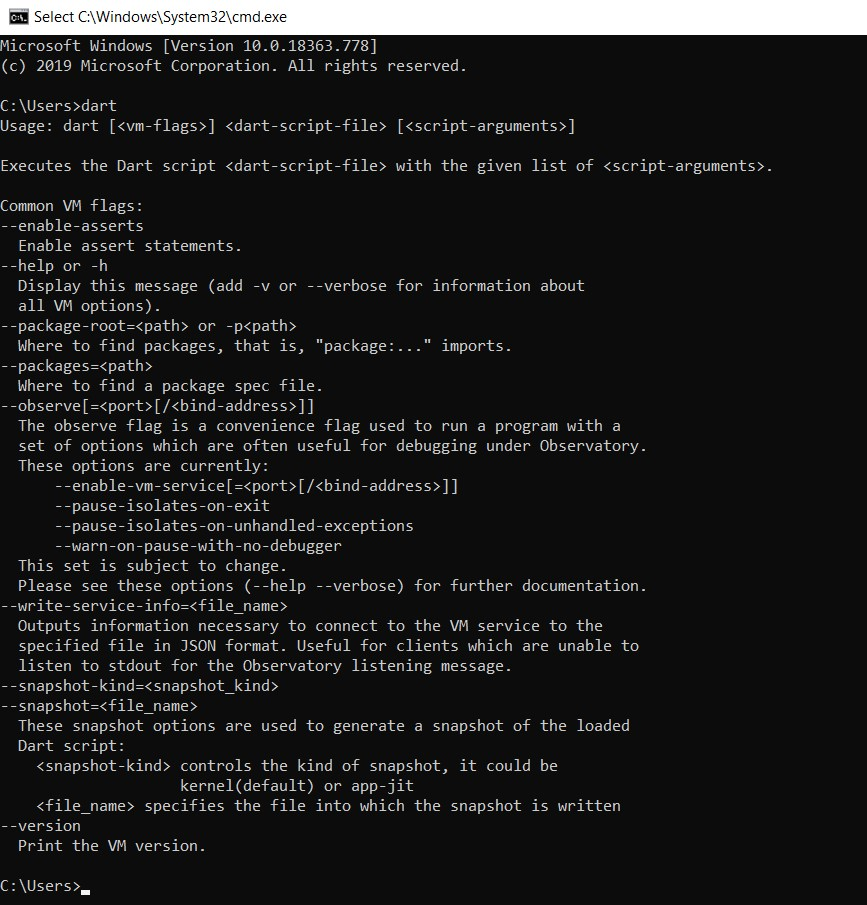 Select C:\Windows\System32\cmd.exe
Microsoft Windows [Version 10.0.18363.778]
(c) 2019 Microsoft Corporation. All rights reserved.
C:\Users>dart
Usage: dart [<vm-flags>] <dart-script-file> [<script-arguments>]
Executes the Dart script <dart-script-file> with the given list of <script-arguments>.
Common VM flags:
--enable-asserts
Enable assert statements.
--help or -h
Display this message (add -v or --verbose for information about
all VM options).
--package-root=<path> or -p<path>
Where to find packages, that is, "package:..." imports.
--packages=<path>
Where to find a package spec file.
--observe[=<port>[/<bind-address>]]
The observe flag is a convenience flag used to run a program with a
set of options which are often useful for debugging under Observatory.
These options are currently:
--enable-vm-service[=<port>[/<bind-address>]]
--pause-isolates-on-exit
--pause-isolates-on-unhandled-exceptions
--warn-on-pause-with-no-debugger
This set is subject to change.
Please see these options (--help --verbose) for further documentation.
--write-service-info=<file_name>
Outputs information necessary to connect to the VM service to the
specified file in JSON format. Useful for clients which are unable to
listen to stdout for the Observatory listening message.
--snapshot-kind=<snapshot_kind>
--snapshot=<file_name>
These snapshot options are used to generate a snapshot of the loaded
Dart script:
<snapshot-kind> controls the kind of snapshot, it could be
kernel(default) or app-jit
<file_name> specifies the file into which the snapshot is written
--version
Print the VM version.
C:\Users>